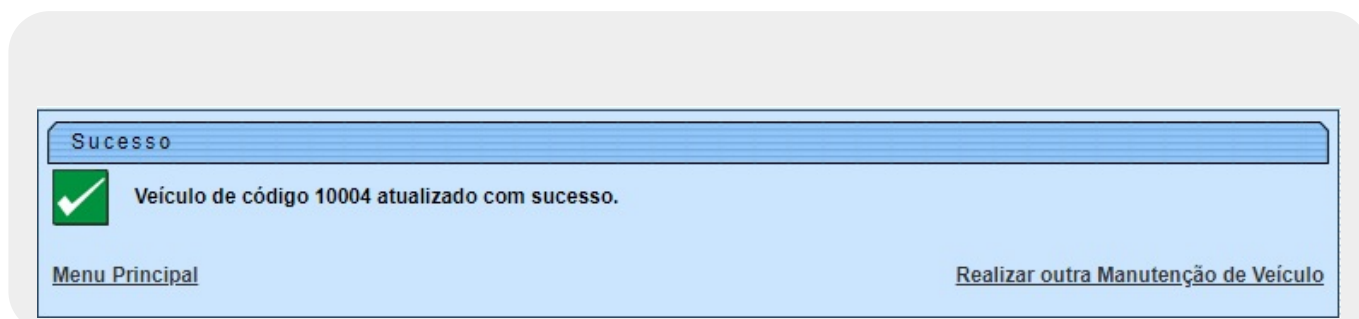 Sucesso
Veículo de código 10004 atualizado com sucesso.
Menu Principal
Realizar outra Manutenção de Veículo